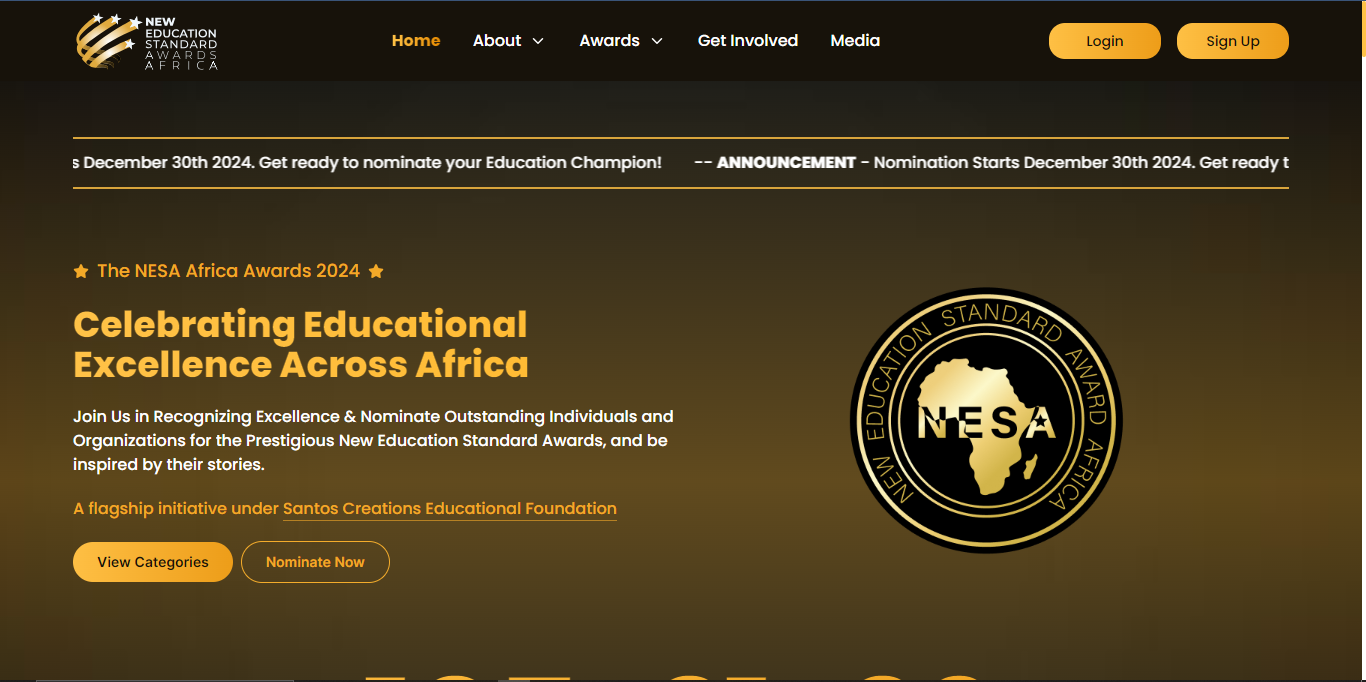 NEW
EDUCATION
STANDARD
AWARDS
AFRICA
Home
About
Awards
Get Involved
Media
Login
Sign Up
s December 30th 2024. Get ready to nominate your Education Champion! -- ANNOUNCEMENT - Nomination Starts December 30th 2024. Get ready t
The NESA Africa Awards 2024
Celebrating Educational
Excellence Across Africa
Join Us in Recognizing Excellence & Nominate Outstanding Individuals and
Organizations for the Prestigious New Education Standard Awards, and be
inspired by their stories.
A flagship initiative under Santos Creations Educational Foundation
View Categories
Nominate Now
NEW EDUCATION STANDARD AWARD AFRICA
NESA